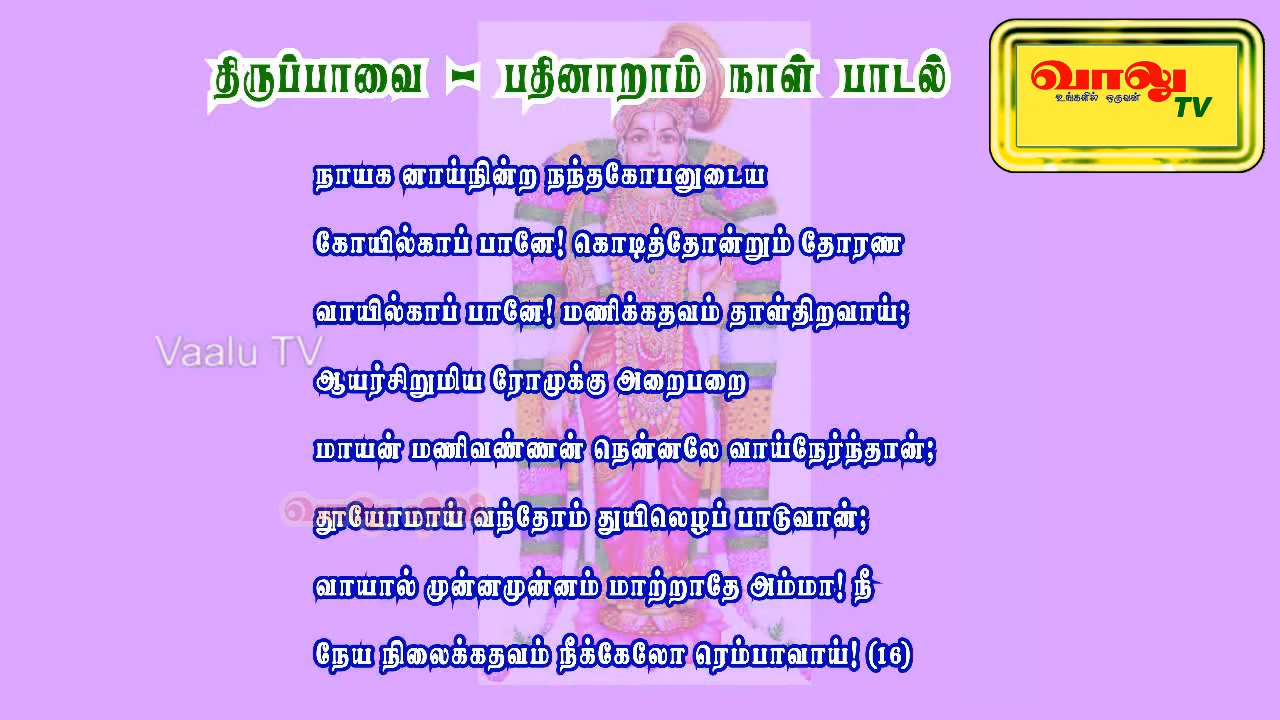 திருப்பாவை - பதினாறாம் நாள் பாடல்
வாலு
உங்களில் ஒருவன்
TV
நாயக னாய்நின்ற நந்தகோபனுடைய
கோயில்காப் பானே! கொடித்தோன்றும் தோரண
வாயில்காப் பானே! மணிக்கதவம் தாள்திறவாய்;
Vaalu TV
ஆயர்சிறுமிய ரோமுக்கு அறைபறை
மாயன் மணிவண்ணன் நென்னலே வாய்நேர்ந்தான்;
தூயோமாய் வந்தோம் துயிலெழப் பாடுவான்;
வாயால் முன்னமுன்னம் மாற்றாதே அம்மா! நீ
நேய நிலைக்கதவம் நீக்கேலோ ரெம்பாவாய்! (16)